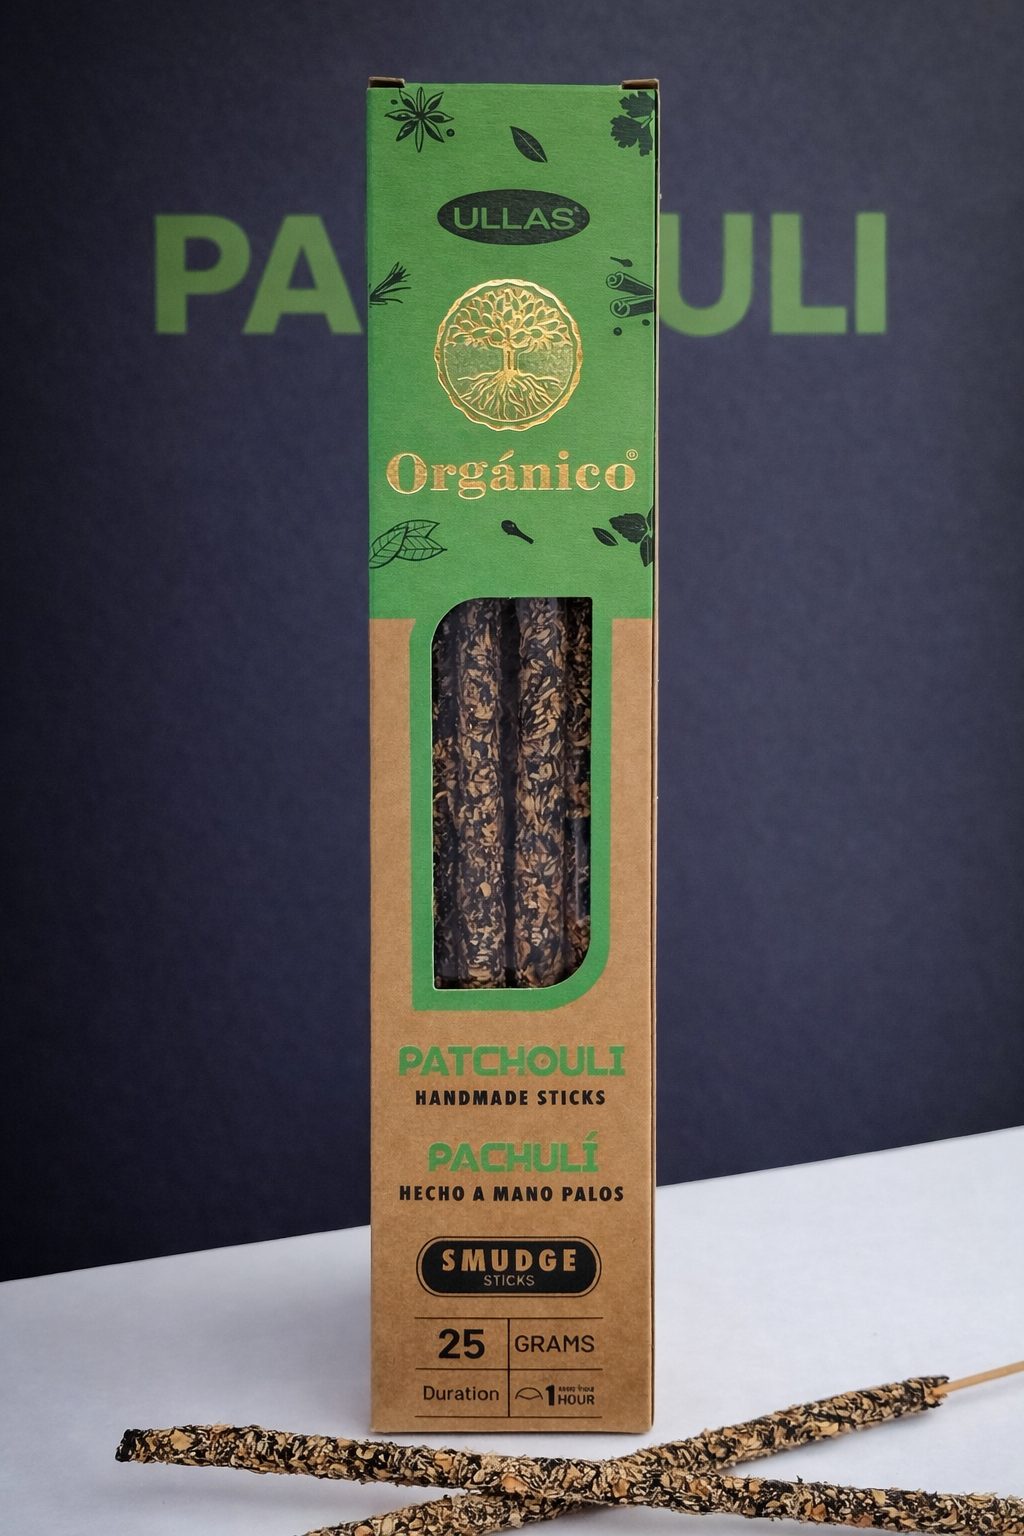 PA ULI
ULLAS®
Orgánico®
PATCHOULI
HANDMADE STICKS
PACHULÍ
HECHO A MANO PALOS
SMUDGE
STICKS
25 GRAMS
Duration 1 HOUR